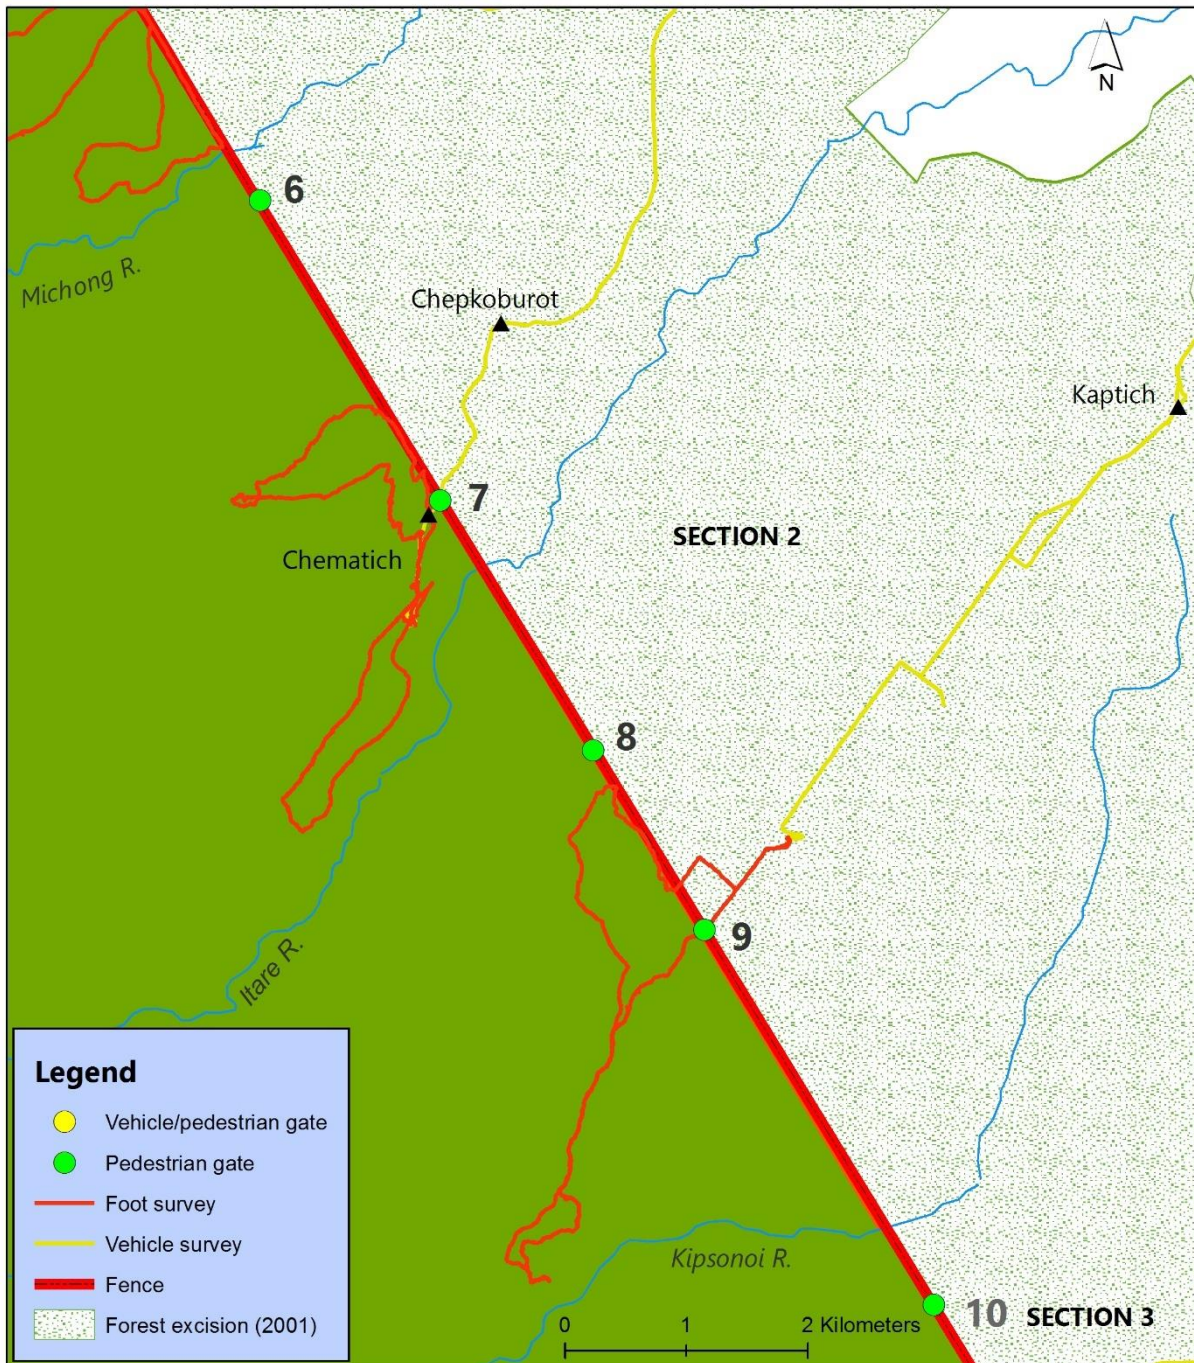 N
6
Michong R.
Chepkoburot
Kaptich
7
SECTION 2
Chematich
8
9
Itare R.
Legend
Vehicle/pedestrian gate
Pedestrian gate
Foot survey
Vehicle survey
Fence
Forest excision (2001)
Kipsonoi R.
10 SECTION 3
0 1 2 Kilometers